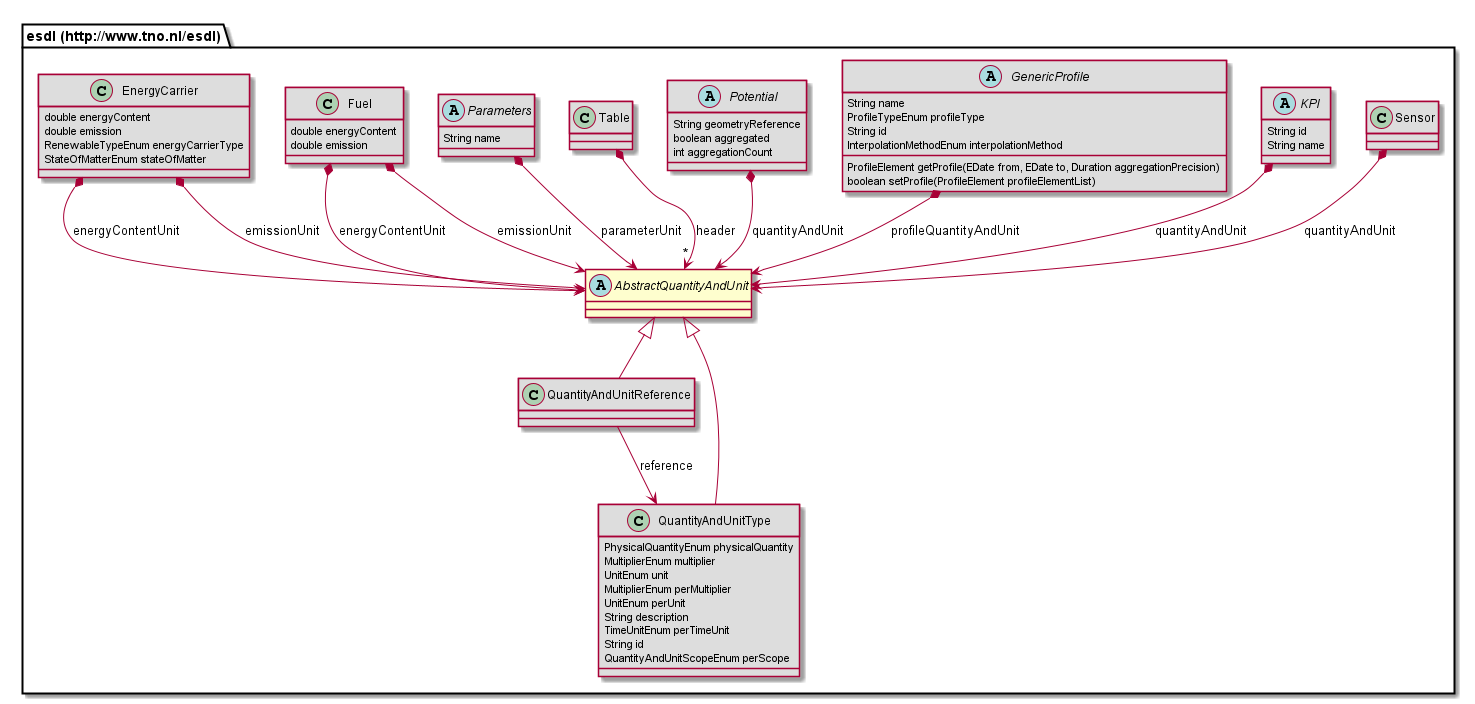 esdl (http://www.tno.nl/esdl)
C EnergyCarrier
double energyContent
double emission
RenewableTypeEnum energyCarrierType
StateOfMatterEnum stateOfMatter
C Fuel
double energyContent
double emission
A Parameters
String name
C Table
A Potential
String geometryReference
boolean aggregated
int aggregationCount
A GenericProfile
String name
ProfileTypeEnum profileType
String id
InterpolationMethodEnum interpolationMethod
ProfileElement getProfile(EDate from, EDate to, Duration aggregationPrecision)
boolean setProfile(ProfileElement profileElementList)
A KPI
String id
String name
C Sensor
energyContentUnit
emissionUnit
energyContentUnit
emissionUnit
parameterUnit
header
*
quantityAndUnit
profileQuantityAndUnit
quantityAndUnit
quantityAndUnit
A AbstractQuantityAndUnit
C QuantityAndUnitReference
reference
C QuantityAndUnitType
PhysicalQuantityEnum physicalQuantity
MultiplierEnum multiplier
UnitEnum unit
MultiplierEnum perMultiplier
UnitEnum perUnit
String description
TimeUnitEnum perTimeUnit
String id
QuantityAndUnitScopeEnum perScope